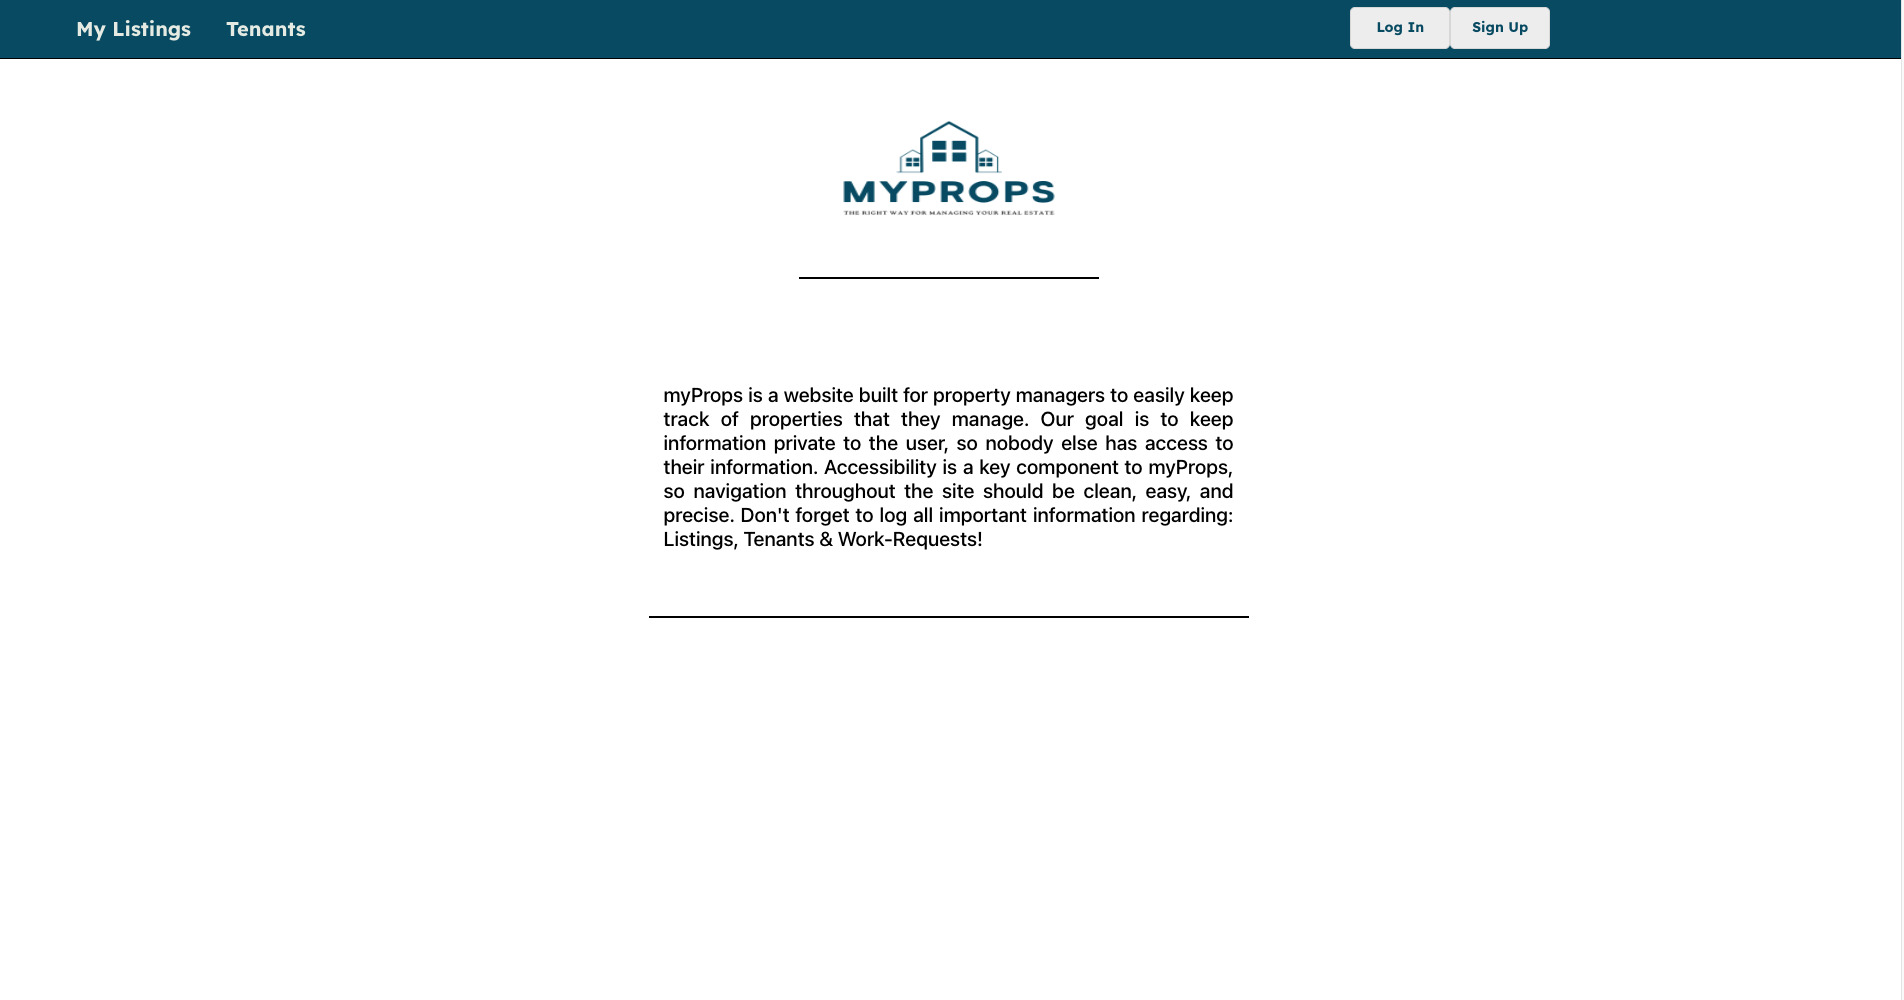 My Listings Tenants Log In Sign Up
MYPROPS
THE RIGHT WAY FOR MANAGING YOUR REAL ESTATE
myProps is a website built for property managers to easily keep
track of properties that they manage. Our goal is to keep
information private to the user, so nobody else has access to
their information. Accessibility is a key component to myProps,
so navigation throughout the site should be clean, easy, and
precise. Don't forget to log all important information regarding:
Listings, Tenants & Work-Requests!